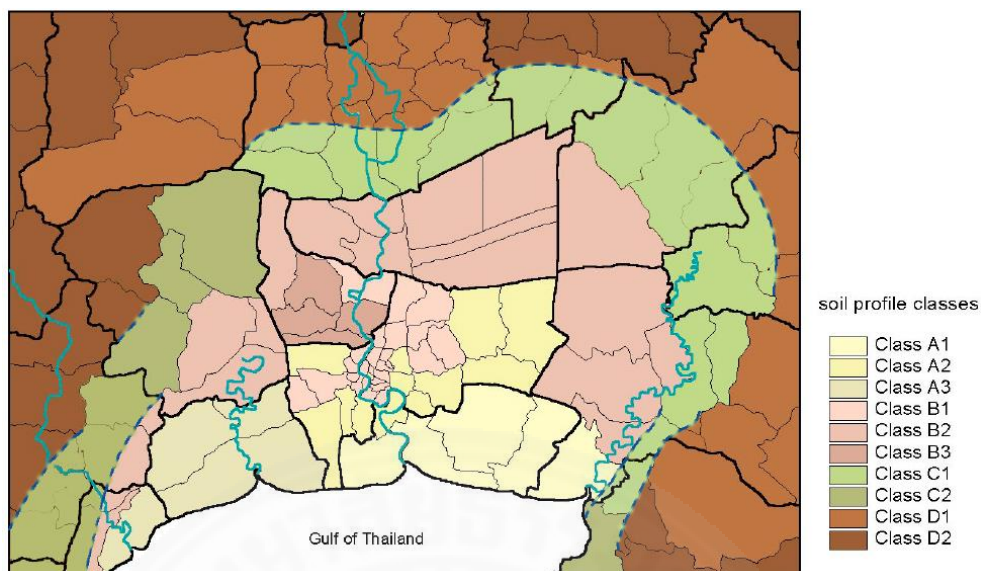 soil profile classes
Class A1
Class A2
Class A3
Class B1
Class B2
Class B3
Class C1
Class C2
Class D1
Class D2
Gulf of Thailand